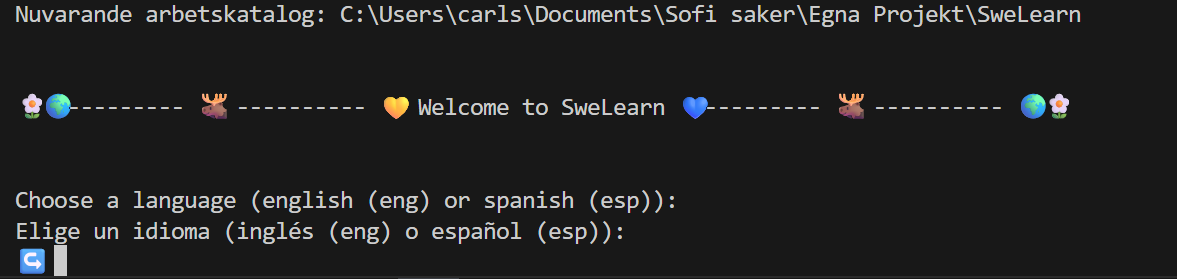 Nuvarande arbetskatalog: C:\Users\carls\Documents\Sofi saker\Egna Projekt\SweLearn
🌸🌍--------- 🫎 ---------- 💛 Welcome to SweLearn 💙--------- 🫎 ---------- 🌍🌸
Choose a language (english (eng) or spanish (esp)):
Elige un idioma (inglés (eng) o español (esp)):
↪️